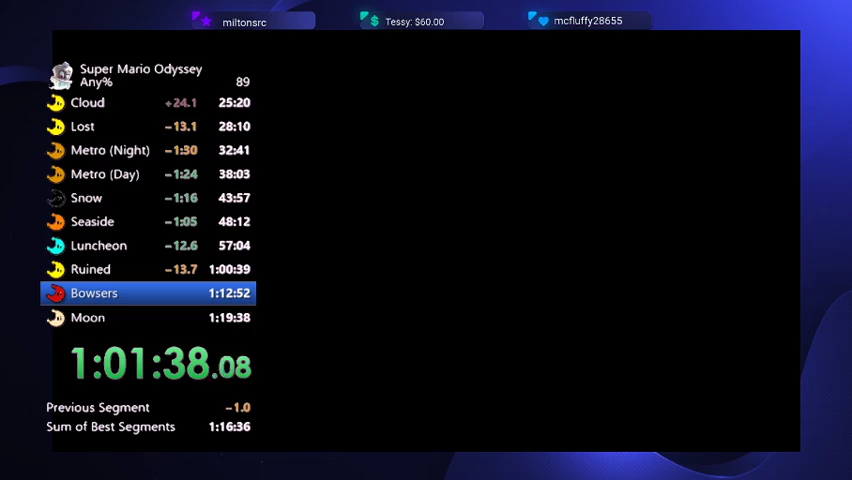 miltonsrc Tessy: $60.00 mcfluffy28655
Super Mario Odyssey
Any% 89
Cloud +24.1 25:20
Lost −13.1 28:10
Metro (Night) −1:30 32:41
Metro (Day) −1:24 38:03
Snow −1:16 43:57
Seaside −1:05 48:12
Luncheon −12.6 57:04
Ruined −13.7 1:00:39
Bowsers 1:12:52
Moon 1:19:38
1:01:38.08
Previous Segment −1.0
Sum of Best Segments 1:16:36